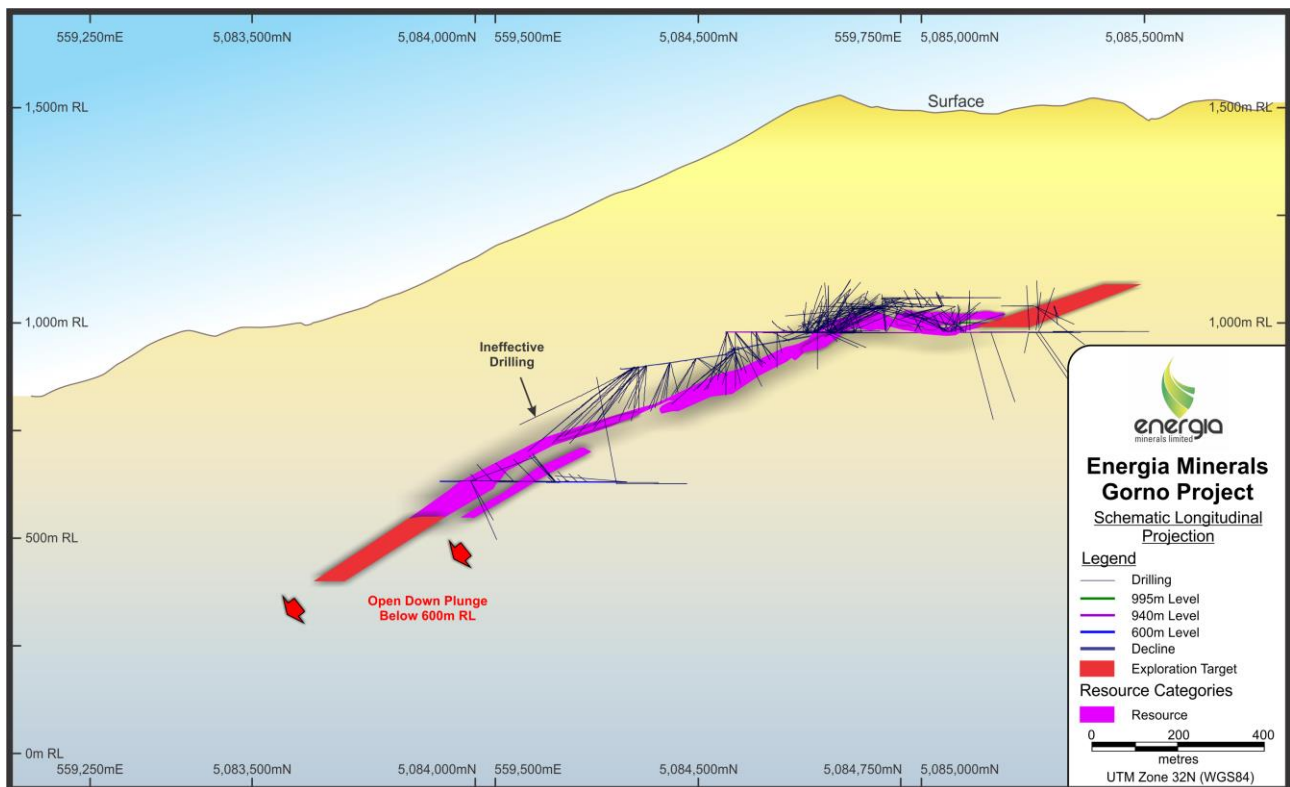 559,250mE 5,083,500mN 5,084,000mN 559,500mE 5,084,500mN 559,750mE 5,085,000mN 5,085,500mN
1,500m RL
Surface
1,500m RL
1,000m RL
1,000m RL
Ineffective
Drilling
500m RL
Open Down Plunge
Below 600m RL
0m RL
559,250mE 5,083,500mN 5,084,000mN 559,500mE 5,084,500mN 5,084,750mN 5,085,000mN
energia
minerals limited
Energia Minerals
Gorno Project
Schematic Longitudinal
Projection
Legend
Drilling
995m Level
940m Level
600m Level
Decline
Exploration Target
Resource Categories
Resource
0 200 400
metres
UTM Zone 32N (WGS84)